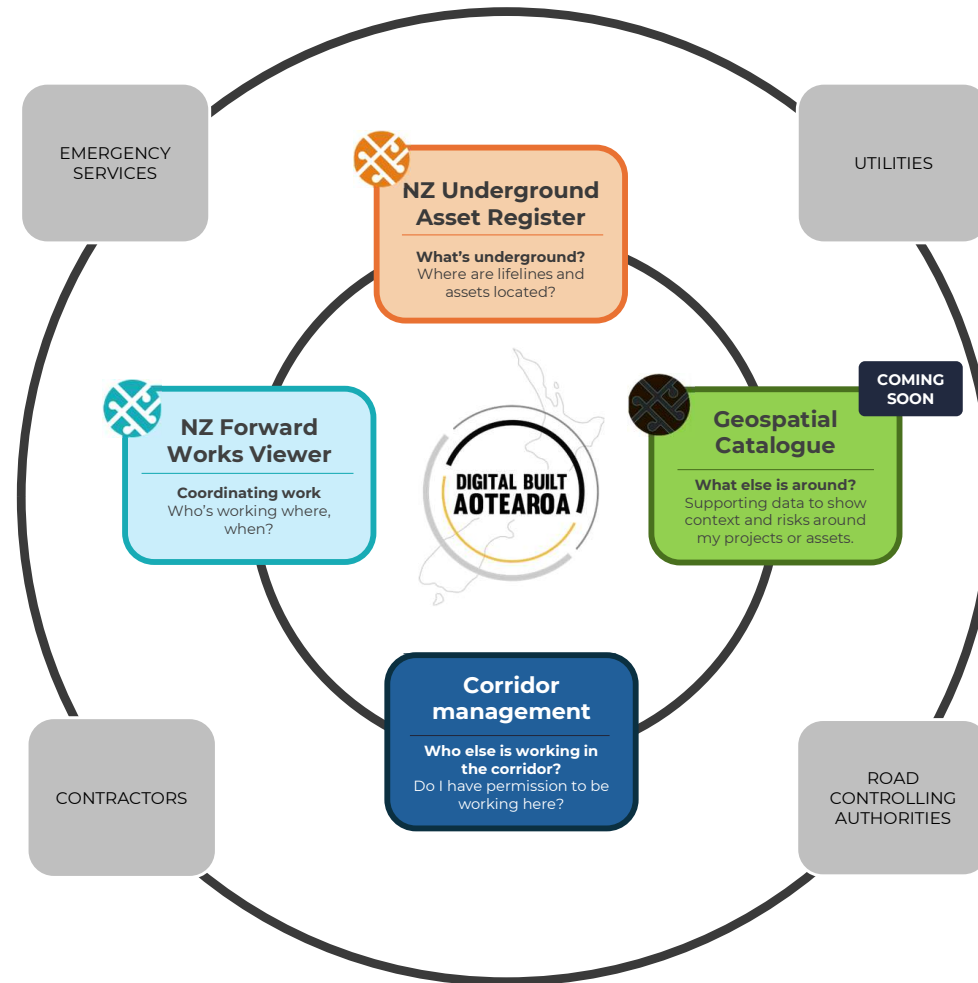 EMERGENCY
SERVICES
UTILITIES
NZ Underground
Asset Register
What's underground?
Where are lifelines and
assets located?
NZ Forward
Works Viewer
Coordinating work
Who's working where,
when?
DIGITAL BUILT
AOTEAROA
COMING
SOON
Geospatial
Catalogue
What else is around?
Supporting data to show
context and risks around
my projects or assets.
Corridor
management
Who else is working in
the corridor?
Do I have permission to be
working here?
CONTRACTORS
ROAD
CONTROLLING
AUTHORITIES